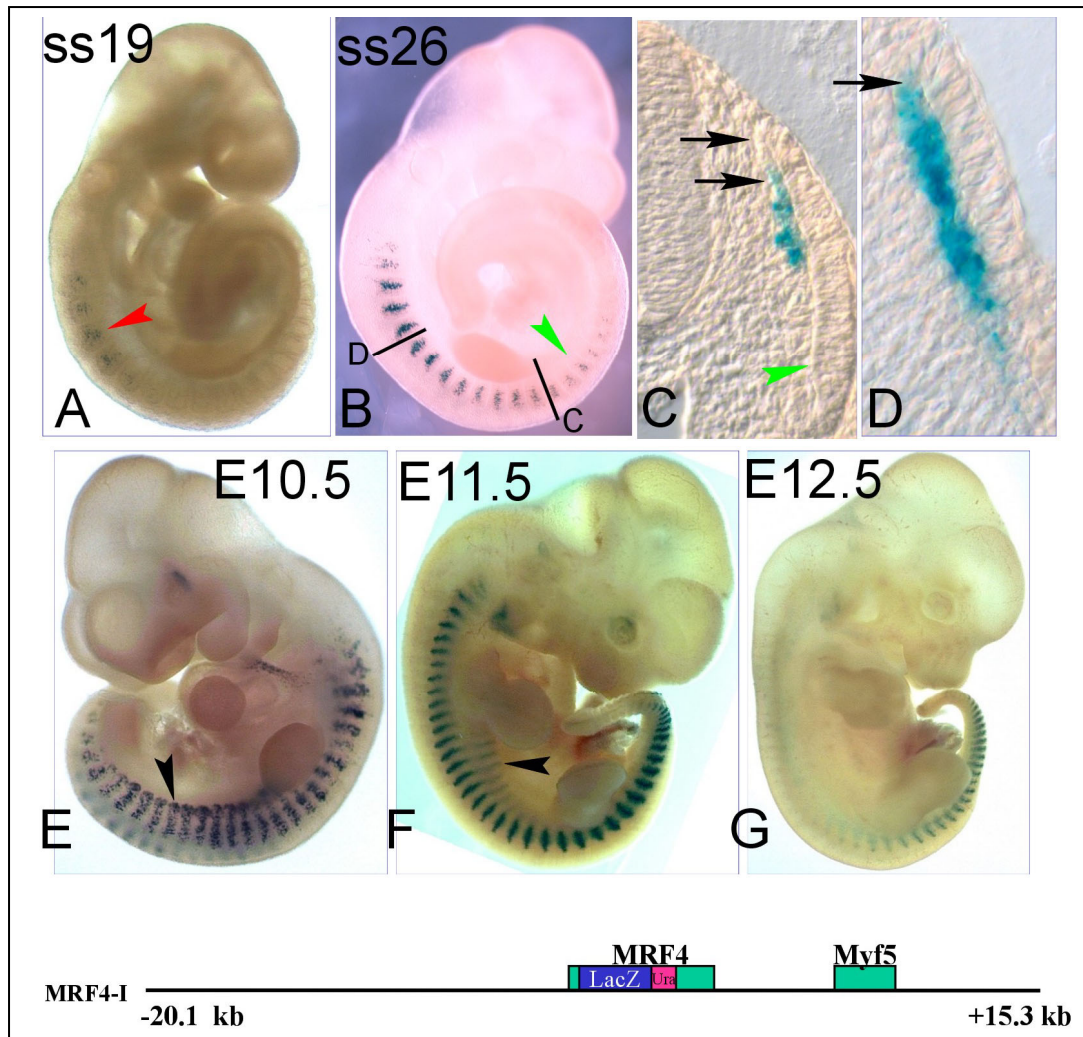 ss19
ss26
D
C
A
B
C
D
E10.5
E11.5
E12.5
E
F
G
MRF4
Myf5
LacZ
Ura
MRF4-I
-20.1 kb
+15.3 kb